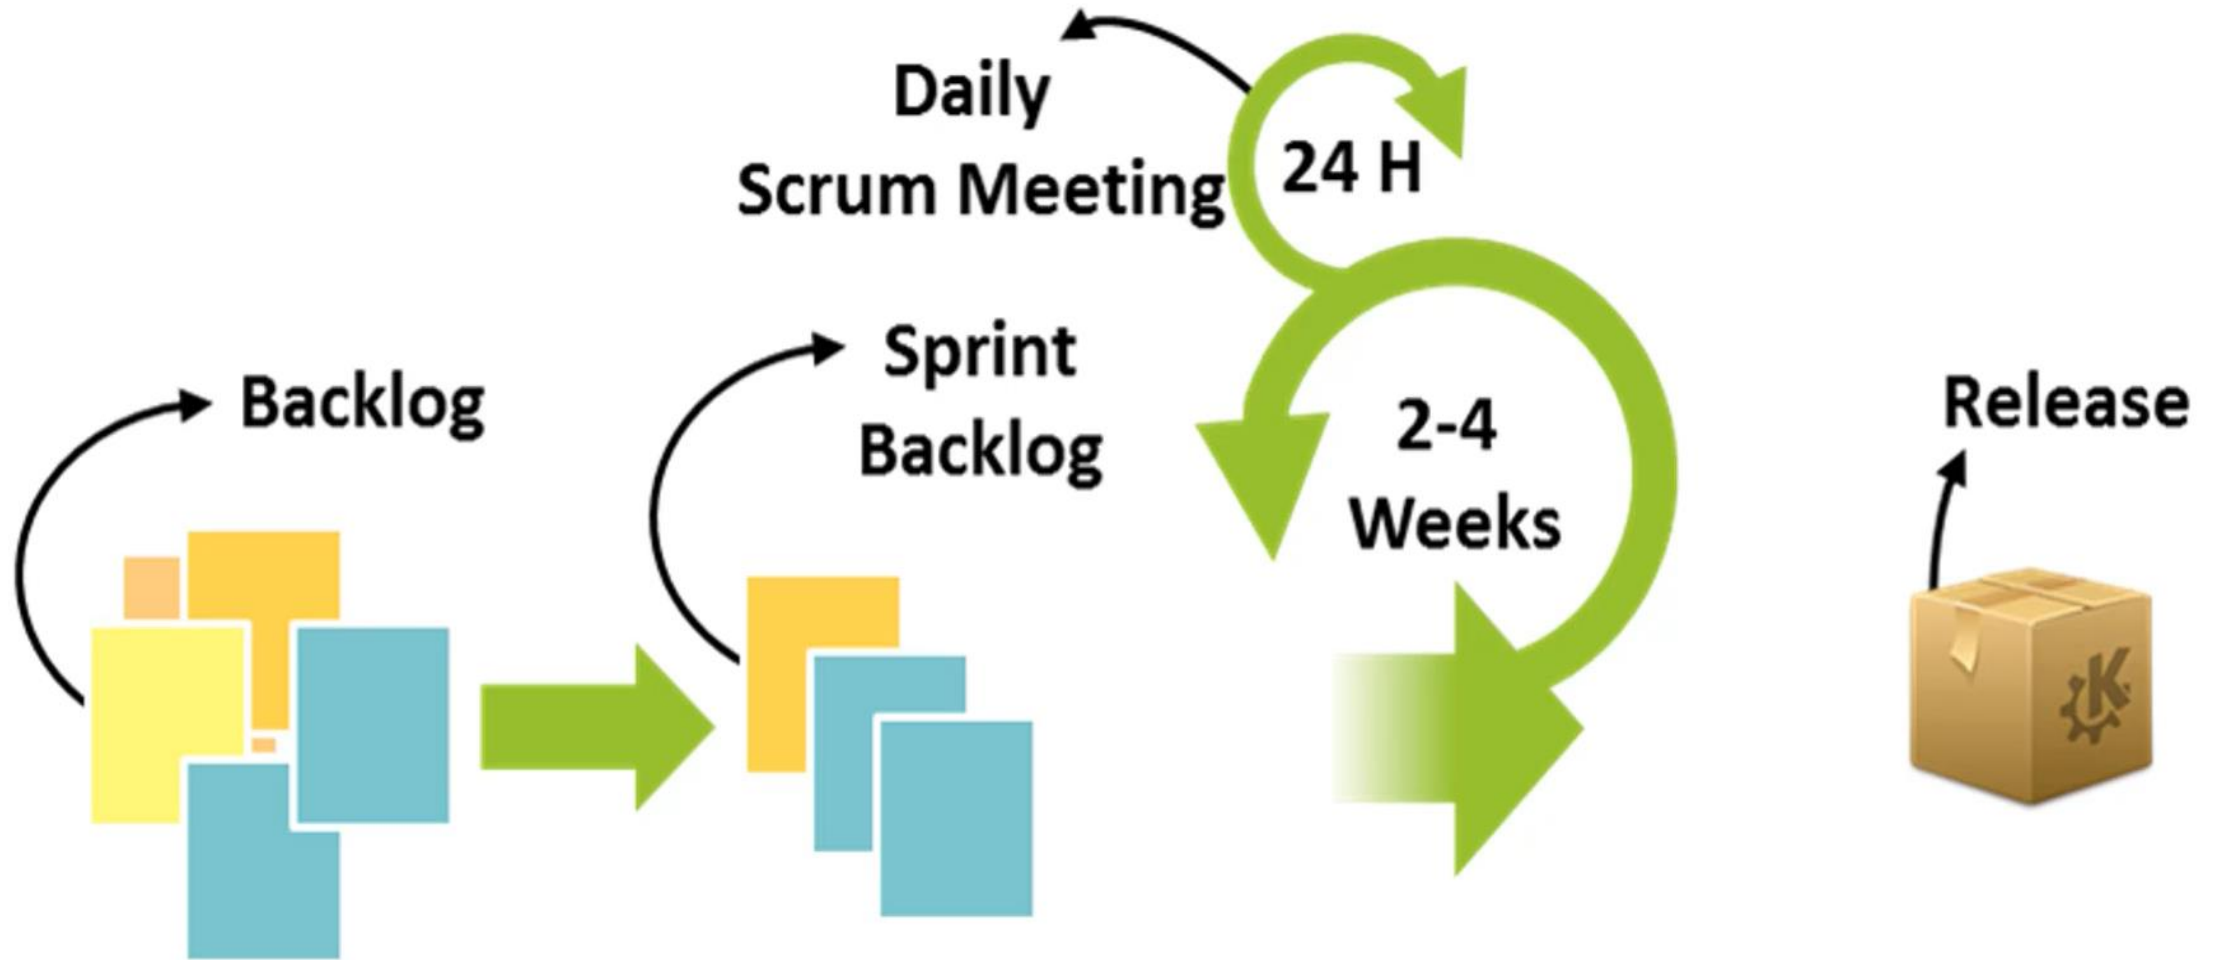 Daily
Scrum Meeting
24 H
Backlog
Sprint
Backlog
2-4
Weeks
Release
K